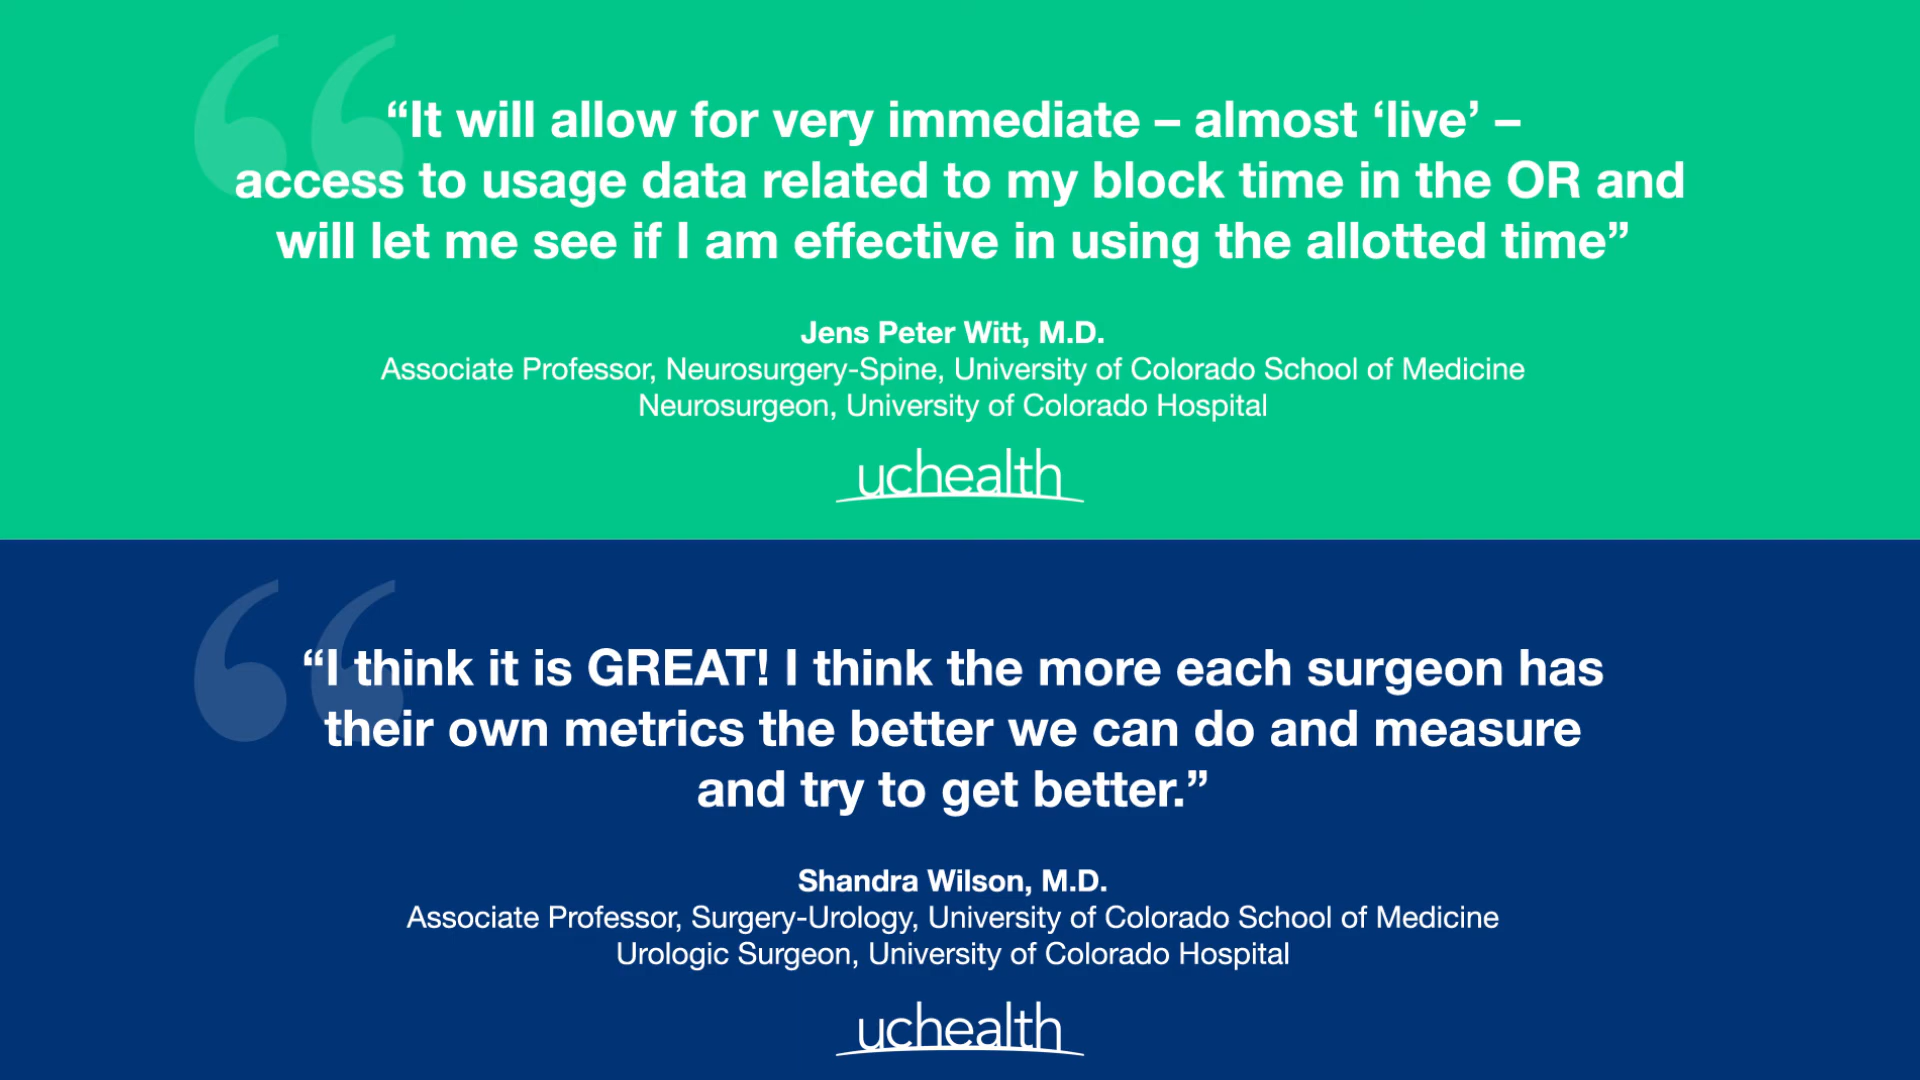 “It will allow for very immediate – almost ‘live’ –
access to usage data related to my block time in the OR and
will let me see if I am effective in using the allotted time”
Jens Peter Witt, M.D.
Associate Professor, Neurosurgery-Spine, University of Colorado School of Medicine
Neurosurgeon, University of Colorado Hospital
uchealth
“I think it is GREAT! I think the more each surgeon has
their own metrics the better we can do and measure
and try to get better.”
Shandra Wilson, M.D.
Associate Professor, Surgery-Urology, University of Colorado School of Medicine
Urologic Surgeon, University of Colorado Hospital
uchealth